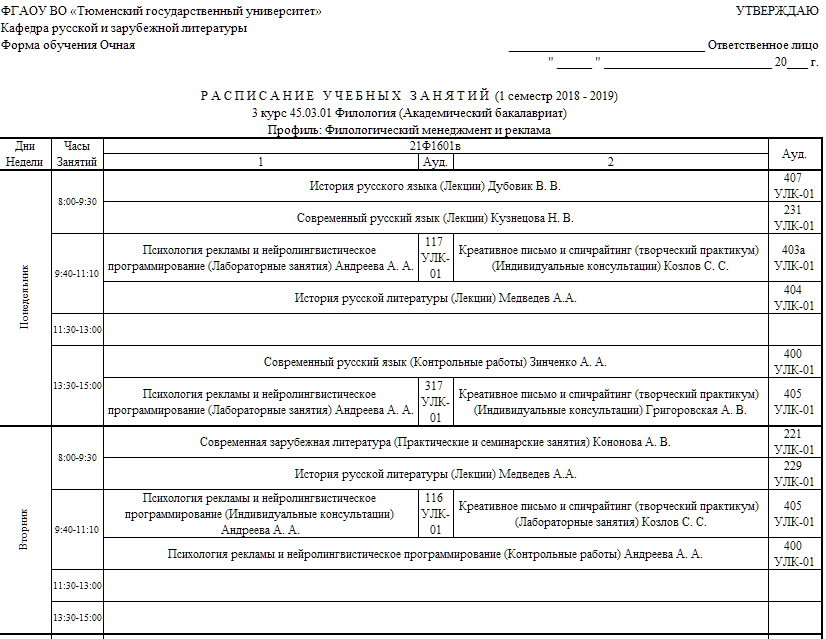 ФГАОУ ВО «Тюменский государственный университет»
УТВЕРЖДАЮ
Кафедра русской и зарубежной литературы
Форма обучения Очная
____________________________ Ответственное лицо
" _____ " ________________________ 20___ г.
Р А С П И С А Н И Е У Ч Е Б Н Ы Х З А Н Я Т И Й (1 семестр 2018 - 2019)
3 курс 45.03.01 Филология (Академический бакалавриат)
Профиль: Филологический менеджмент и реклама
Дни
Недели
Часы
Занятий
21Ф1601в
Ауд.
1
Ауд.
2
Понедельник
8:00-9:30
История русского языка (Лекции) Дубовик В. В.
407
УЛК-01
Современный русский язык (Лекции) Кузнецова Н. В.
231
УЛК-01
9:40-11:10
Психология рекламы и нейролингвистическое
программирование (Лабораторные занятия) Андреева А. А.
117
УЛК-
01
Креативное письмо и спичрайтинг (творческий практикум)
(Индивидуальные консультации) Козлов С. С.
403а
УЛК-01
История русской литературы (Лекции) Медведев А.А.
404
УЛК-01
11:30-13:00
13:30-15:00
Современный русский язык (Контрольные работы) Зинченко А. А.
400
УЛК-01
Психология рекламы и нейролингвистическое
программирование (Лабораторные занятия) Андреева А. А.
317
УЛК-
01
Креативное письмо и спичрайтинг (творческий практикум)
(Индивидуальные консультации) Григоровская А. В.
405
УЛК-01
Вторник
8:00-9:30
Современная зарубежная литература (Практические и семинарские занятия) Кононова А. В.
221
УЛК-01
История русской литературы (Лекции) Медведев А.А.
229
УЛК-01
9:40-11:10
Психология рекламы и нейролингвистическое
программирование (Индивидуальные консультации)
Андреева А. А.
116
УЛК-
01
Креативное письмо и спичрайтинг (творческий практикум)
(Лабораторные занятия) Козлов С. С.
405
УЛК-01
Психология рекламы и нейролингвистическое программирование (Контрольные работы) Андреева А. А.
400
УЛК-01
11:30-13:00
13:30-15:00